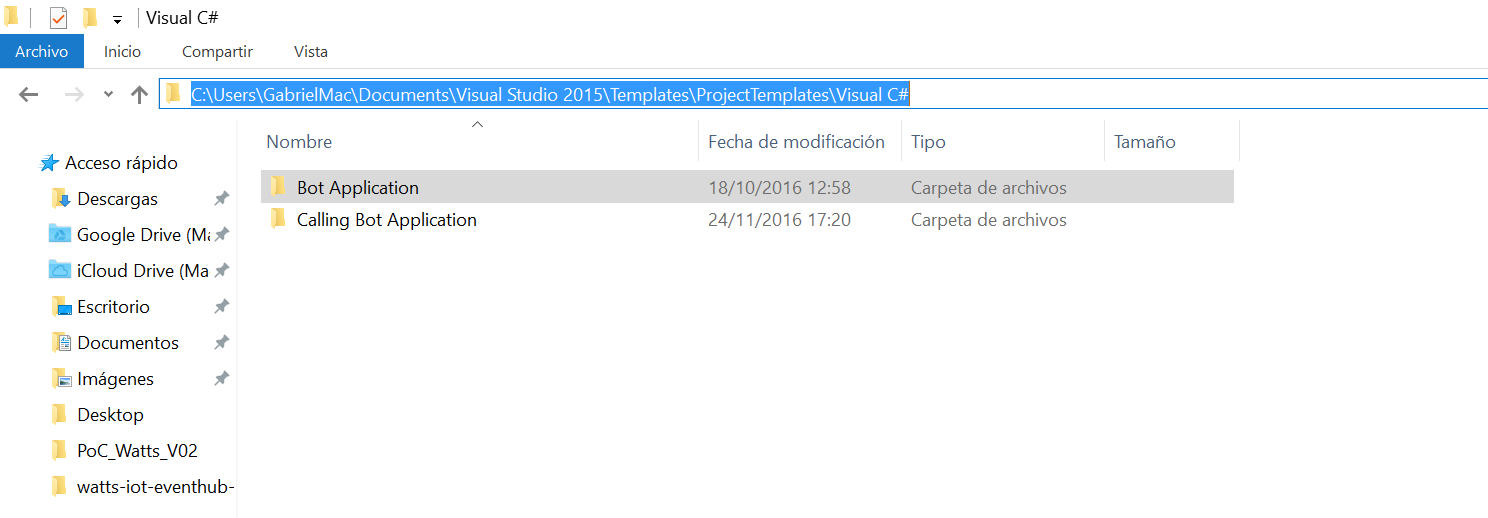 Visual C#
Archivo Inicio Compartir Vista
C:\Users\GabrielMac\Documents\Visual Studio 2015\Templates\ProjectTemplates\Visual C#
Nombre Fecha de modificación Tipo Tamaño
Acceso rápido
Bot Application 18/10/2016 12:58 Carpeta de archivos
Descargas
Calling Bot Application 24/11/2016 17:20 Carpeta de archivos
Google Drive (Ma
iCloud Drive (Ma
Escritorio
Documentos
Imágenes
Desktop
PoC_Watts_V02
watts-iot-eventhub-